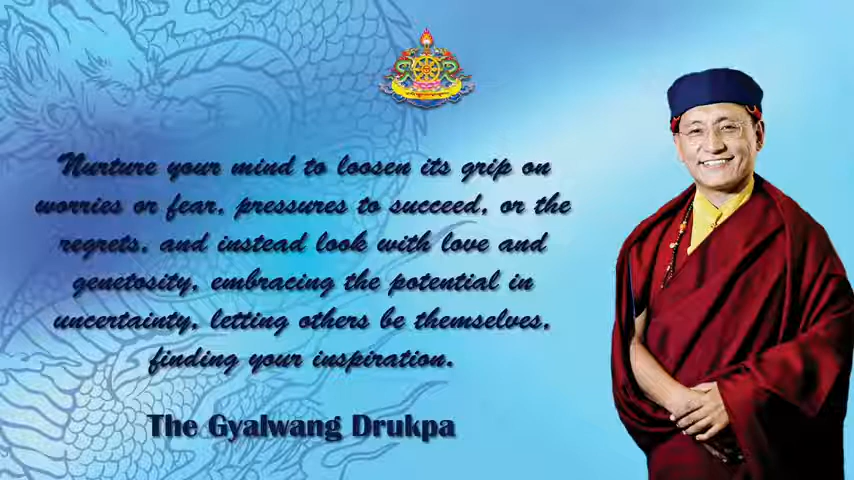 Nurture your mind to loosen its grip on
worries or fear, pressures to succeed, or the
regrets, and instead look with love and
genetosity, embracing the potential in
uncertainty, letting others be themselves,
finding your inspiration.
The Gyalwang Drukpa